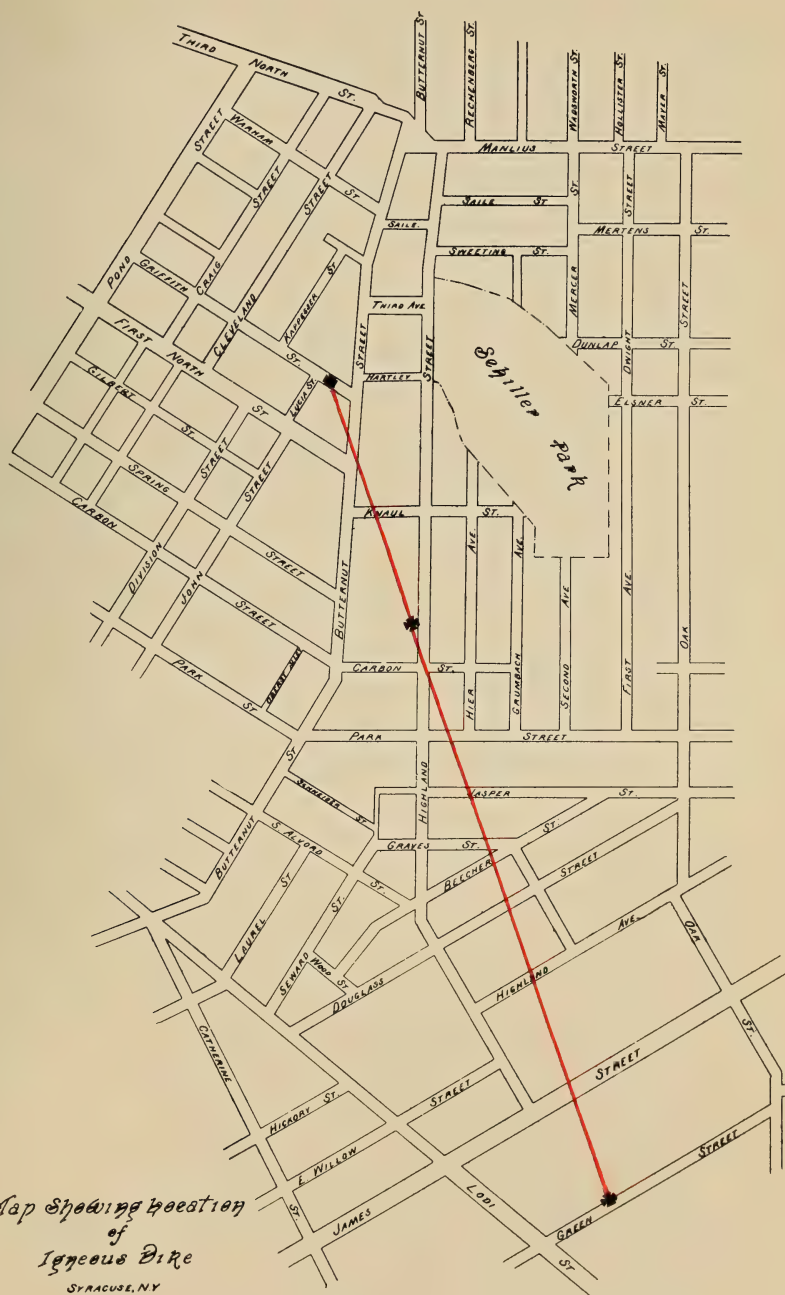 THIRD NORTH ST.
BUTTERNUT ST
RECHENBERG ST.
WADSWORTH ST.
HOLLISTER ST.
MAYER ST.
MANLIUS STREET
STREET
WARHAM ST
STREET
STREET
SAILE ST
SAILE.
ST.
STREET
MERTENS ST.
SWEETING ST.
MERCER
POND
GRIFFITH ST.
CRAIG
CLEVELAND
KAPPESSER ST
THIRD AVE
STREET
STREET
STREET
DUNLAP ST.
DWIGHT
ELSNER ST.
HARTLEY
Schiller Park
FIRST NORTH ST
GILBERT ST.
LUCIA ST.
STREET
STREET
SPRING STREET
CARBON STREET
KNAUL ST.
AVE.
AVE.
DIVISION
JOHN
BUTTERNUT
PARK ST
CARBON ST.
HIER
GRUMBACH
SECOND AVE
FIRST AVE
OAK
PARK STREET
ST
SCHNEIDER ST.
HIGHLAND
JASPER ST.
BUTTERNUT
S. ALVORD ST.
GRAVES ST.
BEECHER ST.
STREET
LAUREL ST
SEWARD ST.
WOOD ST.
DOUGLASS
HIGHLAND AVE.
OAK ST.
CATHERINE ST.
HICKORY ST.
E. WILLOW STREET
JAMES STREET
LODI ST
GREEN STREET
Map Showing Location
of
Igneous Dike
SYRACUSE, N.Y